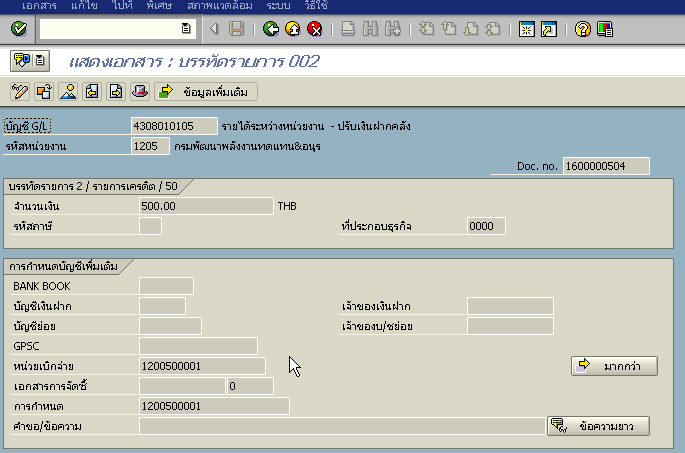 เอกสาร แก้ไข ไปที่ พิเศษ สภาพแวดล้อม ระบบ วิธีใช้
แสดงเอกสาร : บรรทัดรายการ 002
ข้อมูลเพิ่มเติม
บัญชี G/L 4308010105 รายได้ระหว่างหน่วยงาน - ปรับเงินฝากคลัง
รหัสหน่วยงาน 1205 กรมพัฒนาพลังงานทดแทน&อนุร
Doc. no. 1600000504
บรรทัดรายการ 2 / รายการเครดิต / 50
จำนวนเงิน 500.00 THB
รหัสภาษี ที่ประกอบธุรกิจ 0000
การกำหนดบัญชีเพิ่มเติม
BANK BOOK
บัญชีเงินฝาก เจ้าของเงินฝาก
บัญชีย่อย เจ้าของบ/ชย่อย
GPSC
หน่วยเบิกจ่าย 1200500001 มากกว่า
เอกสารการจัดซื้ 0
การกำหนด 1200500001
คำขอ/ข้อความ ข้อความยาว